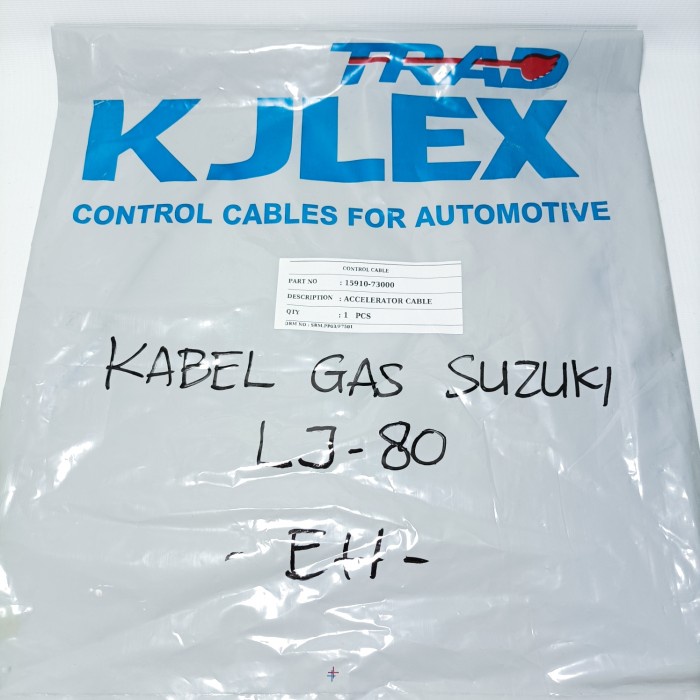 TRAD
KJLEX
CONTROL CABLES FOR AUTOMOTIVE
CONTROL CABLE
PART NO : 15910-73000
DESCRIPTION : ACCELERATOR CABLE
QTY : 1 PCS
KABEL GAS SUZUKI
LJ-80
- EH -